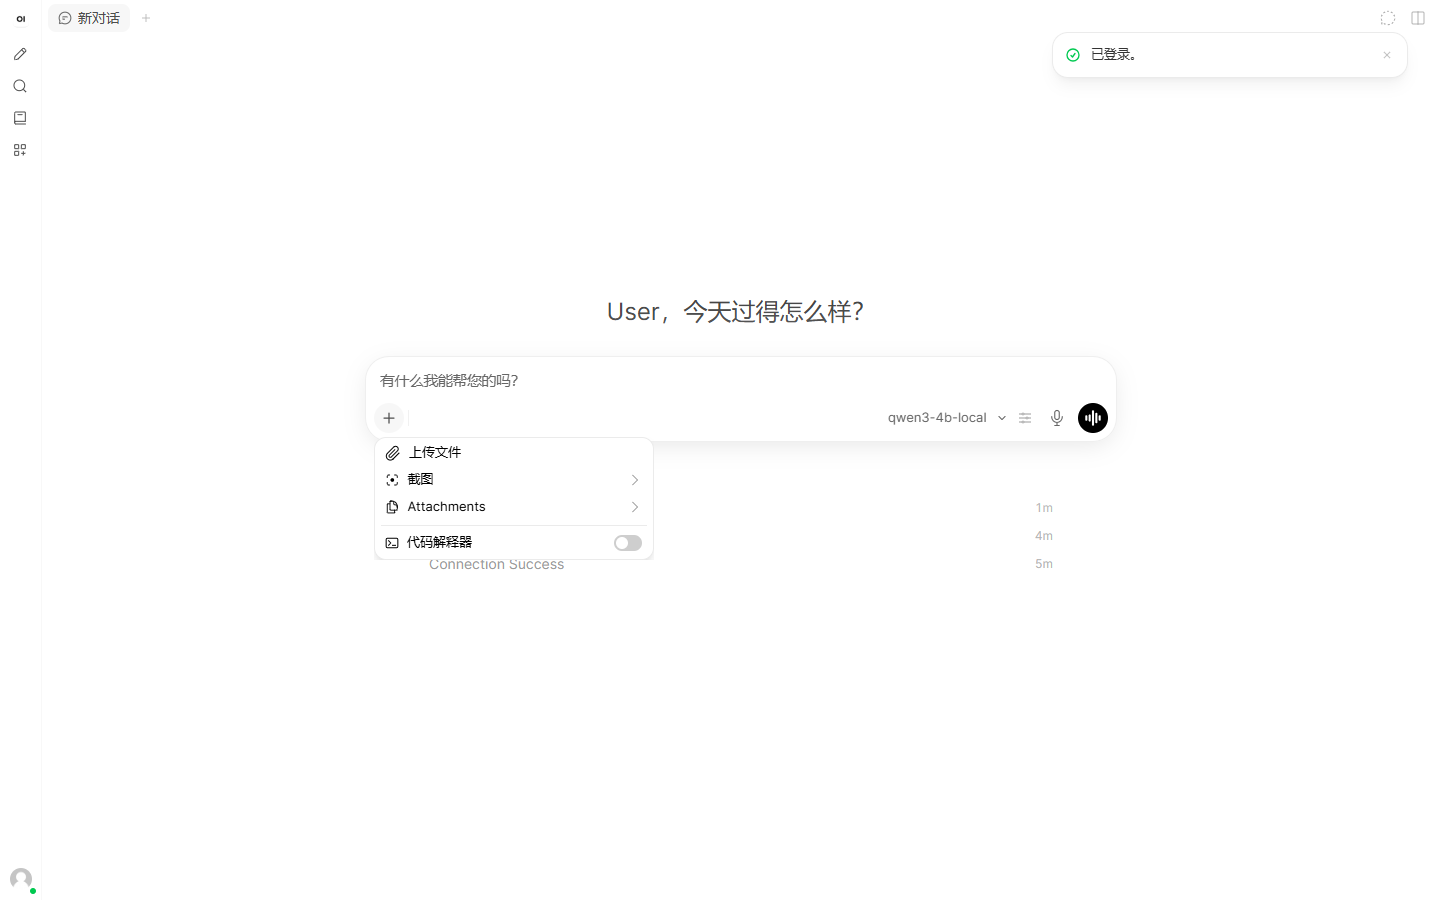 OI
新对话
已登录。
User，今天过得怎么样？
有什么我能帮您的吗？
qwen3-4b-local
上传文件
截图
Attachments
代码解释器
1m
4m
Connection Success
5m